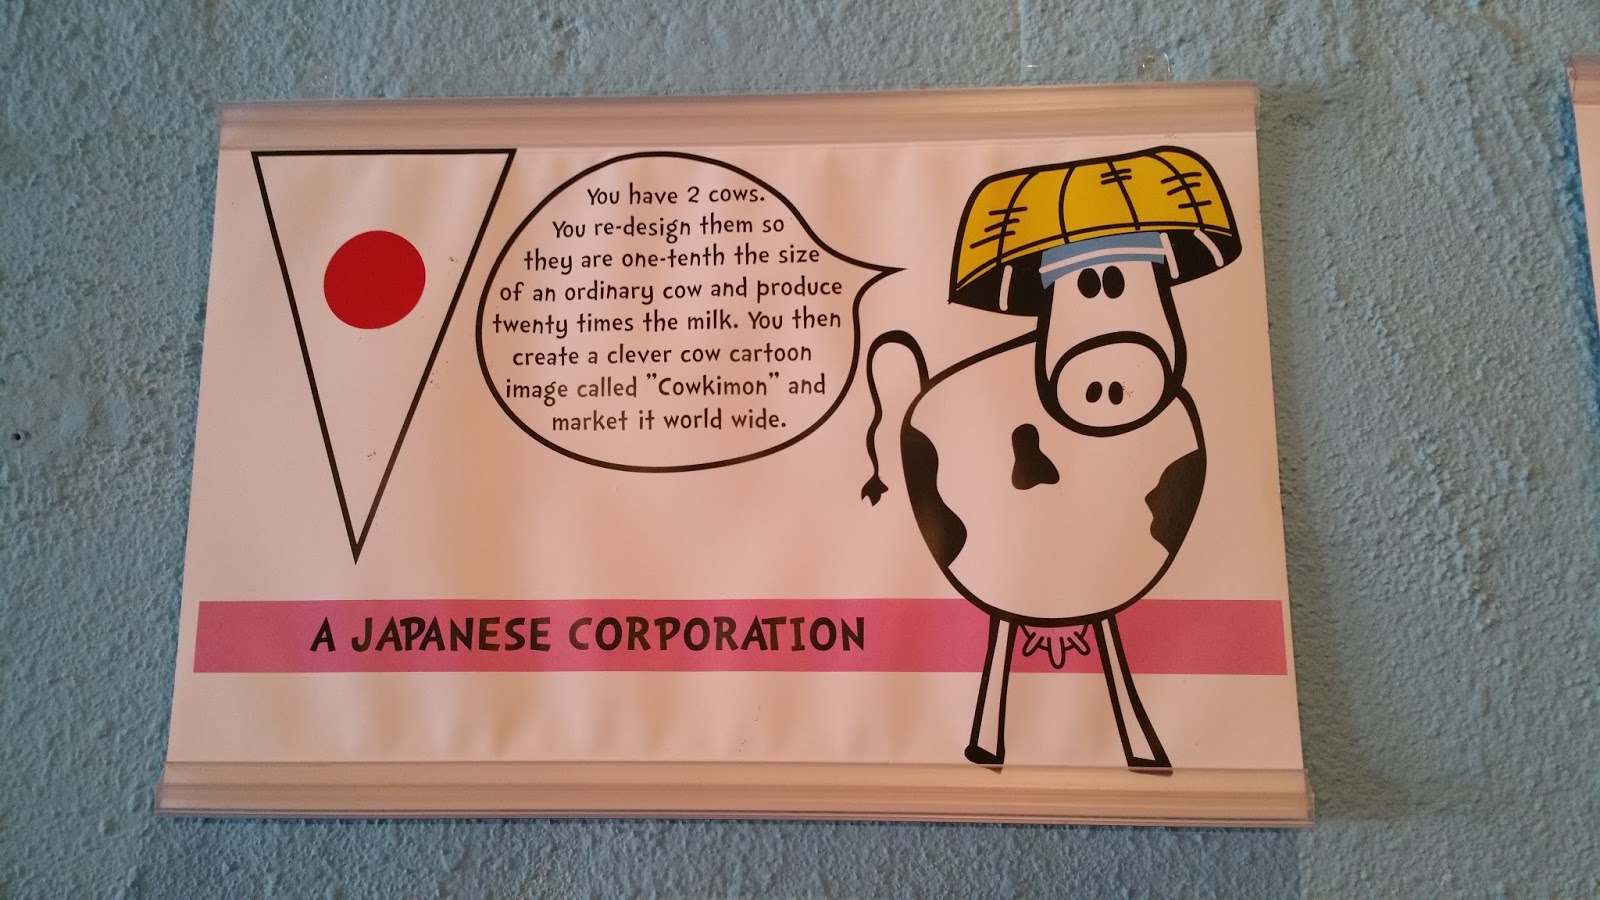 You have 2 cows.
You re-design them so
they are one-tenth the size
of an ordinary cow and produce
twenty times the milk. You then
create a clever cow cartoon
image called "Cowkimon" and
market it world wide.
A JAPANESE CORPORATION